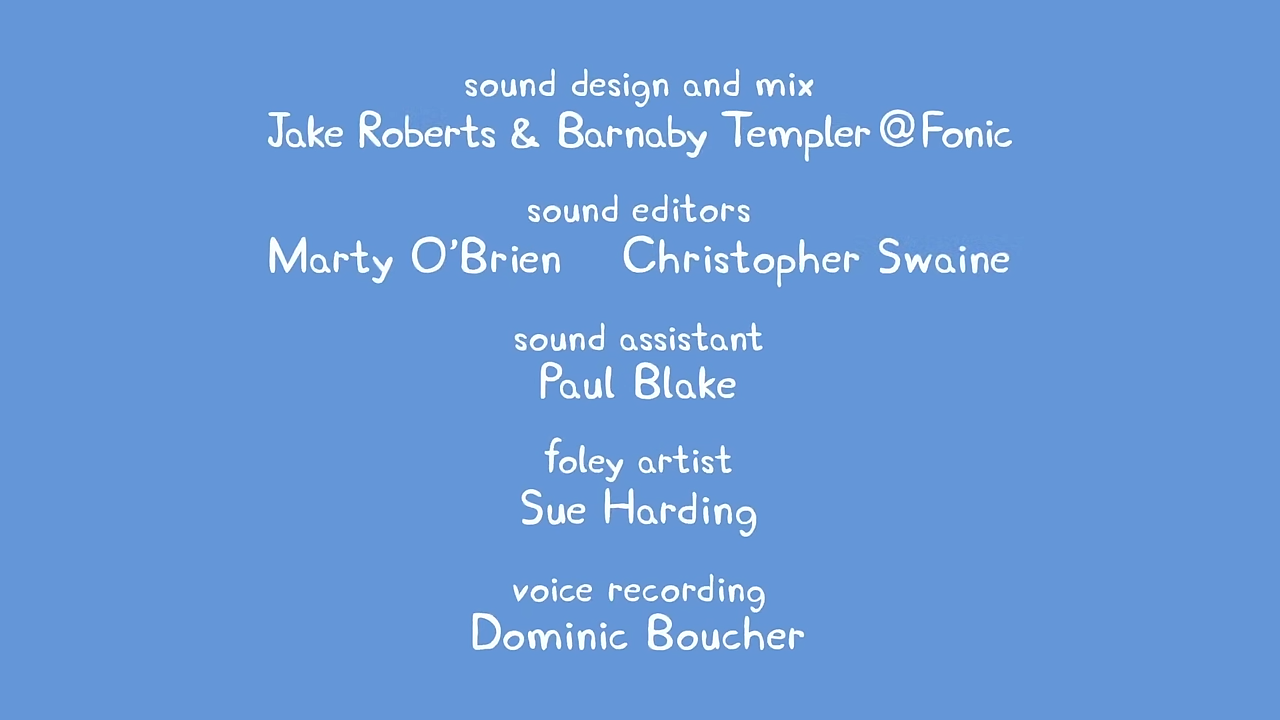 sound design and mix
Jake Roberts & Barnaby Templer @ Fonic
sound editors
Marty O'Brien Christopher Swaine
sound assistant
Paul Blake
foley artist
Sue Harding
voice recording
Dominic Boucher